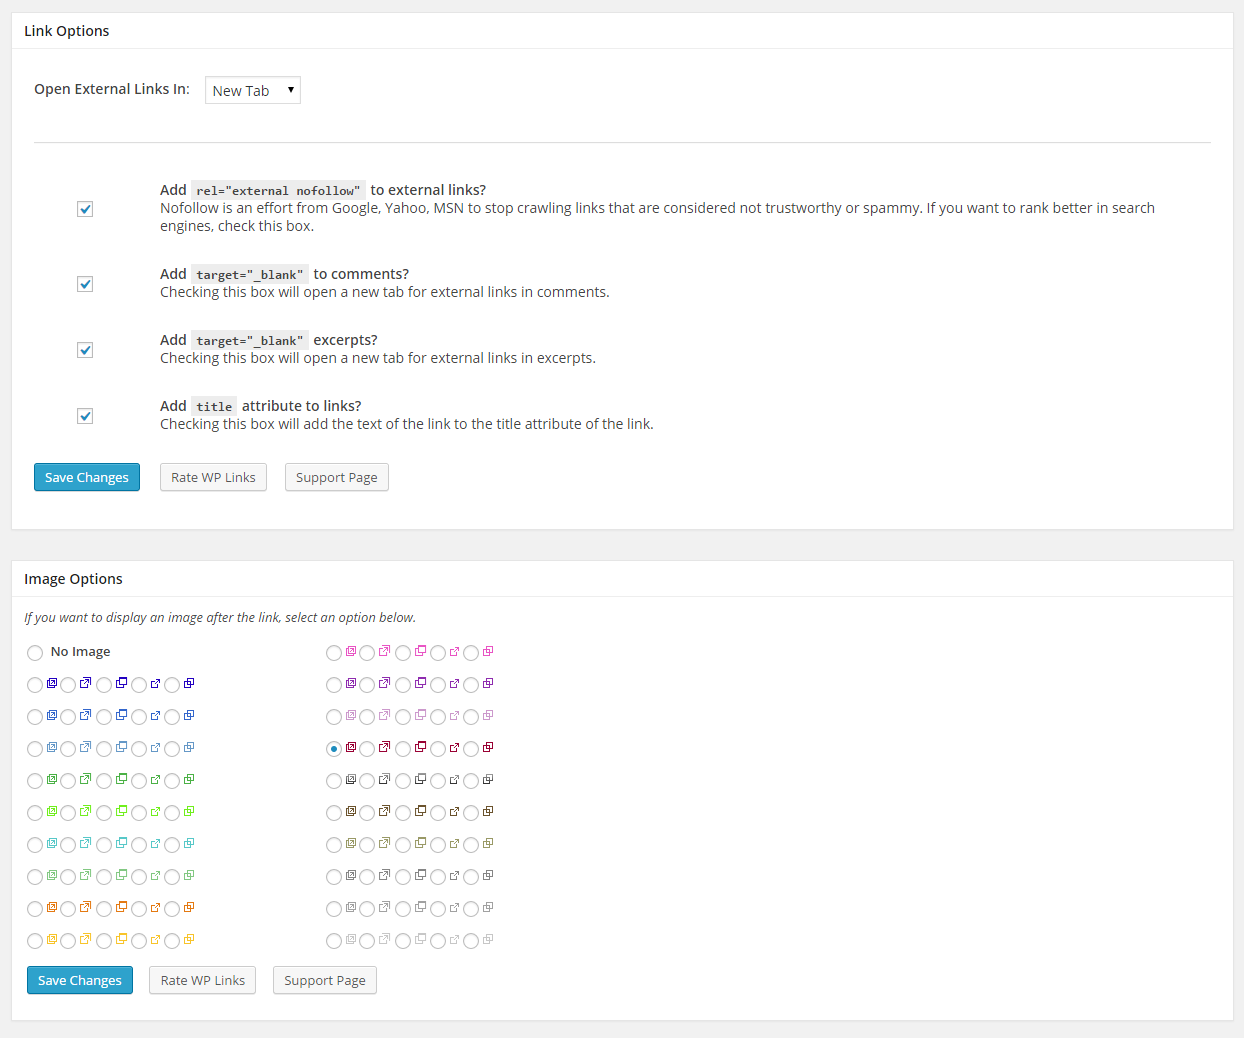 Link Options
Open External Links In: New Tab
Add rel="external nofollow" to external links?
Nofollow is an effort from Google, Yahoo, MSN to stop crawling links that are considered not trustworthy or spammy. If you want to rank better in search
engines, check this box.
Add target="_blank" to comments?
Checking this box will open a new tab for external links in comments.
Add target="_blank" excerpts?
Checking this box will open a new tab for external links in excerpts.
Add title attribute to links?
Checking this box will add the text of the link to the title attribute of the link.
Save Changes Rate WP Links Support Page
Image Options
If you want to display an image after the link, select an option below.
No Image
Save Changes Rate WP Links Support Page